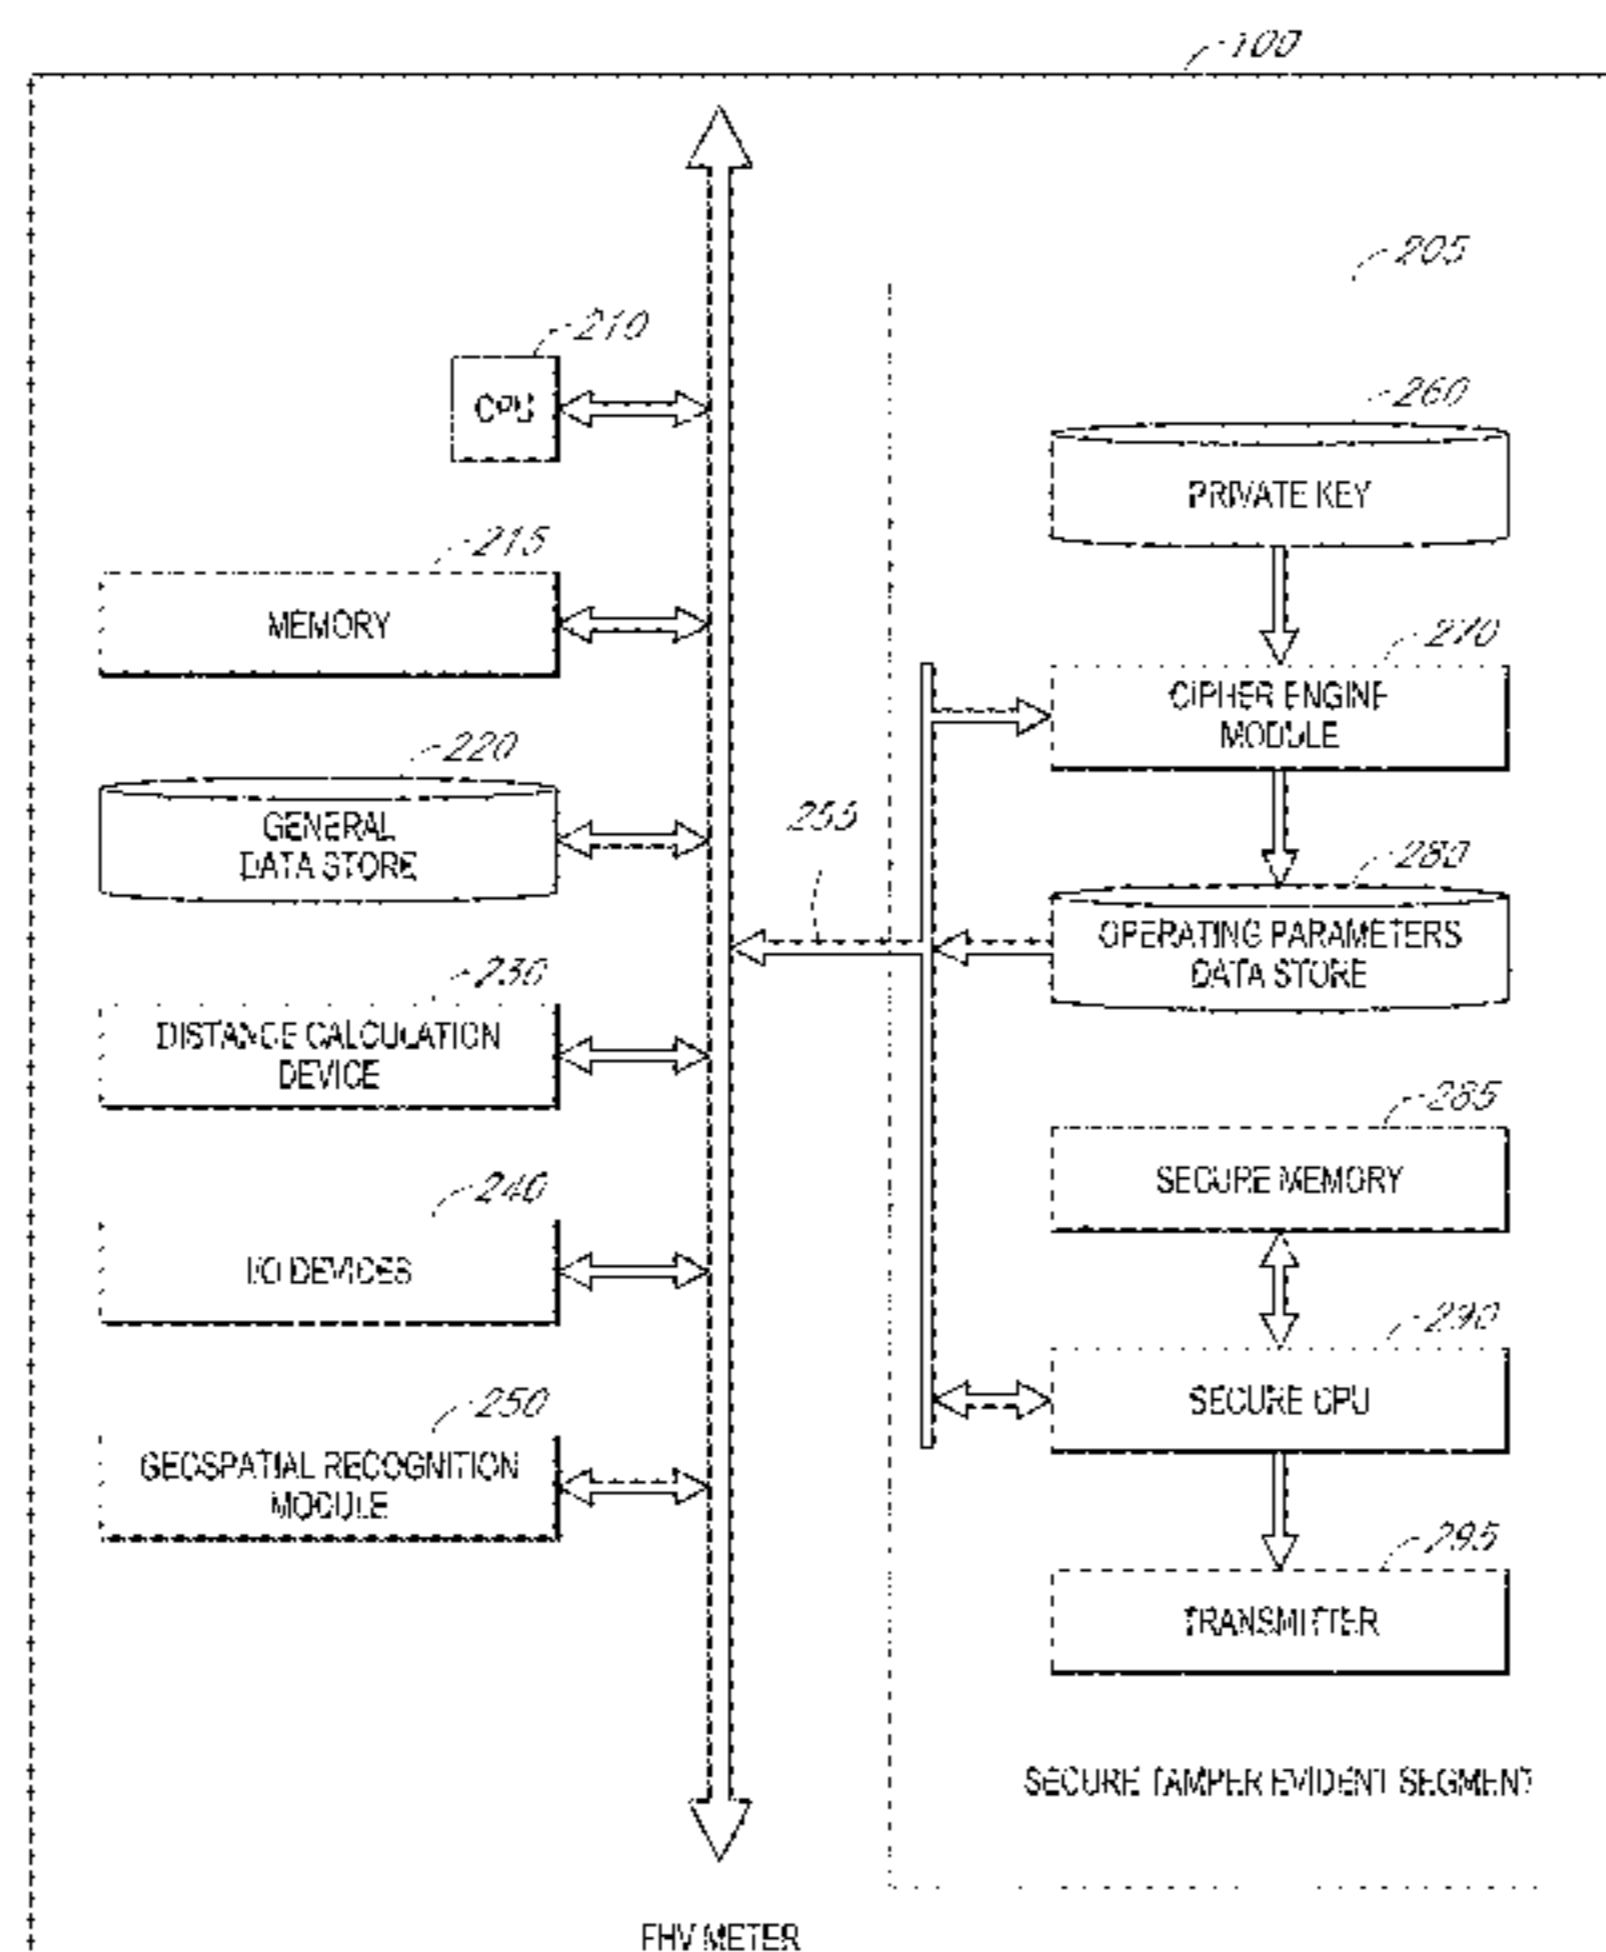 100
205
210
CPU
260
PRIVATE KEY
215
MEMORY
270
CIPHER ENGINE
MODULE
220
GENERAL
DATA STORE
255
280
OPERATING PARAMETERS
DATA STORE
230
DISTANCE CALCULATION
DEVICE
285
SECURE MEMORY
240
I/O DEVICES
290
SECURE CPU
250
GEOSPATIAL RECOGNITION
MODULE
295
TRANSMITTER
SECURE TAMPER EVIDENT SEGMENT
FHV METER